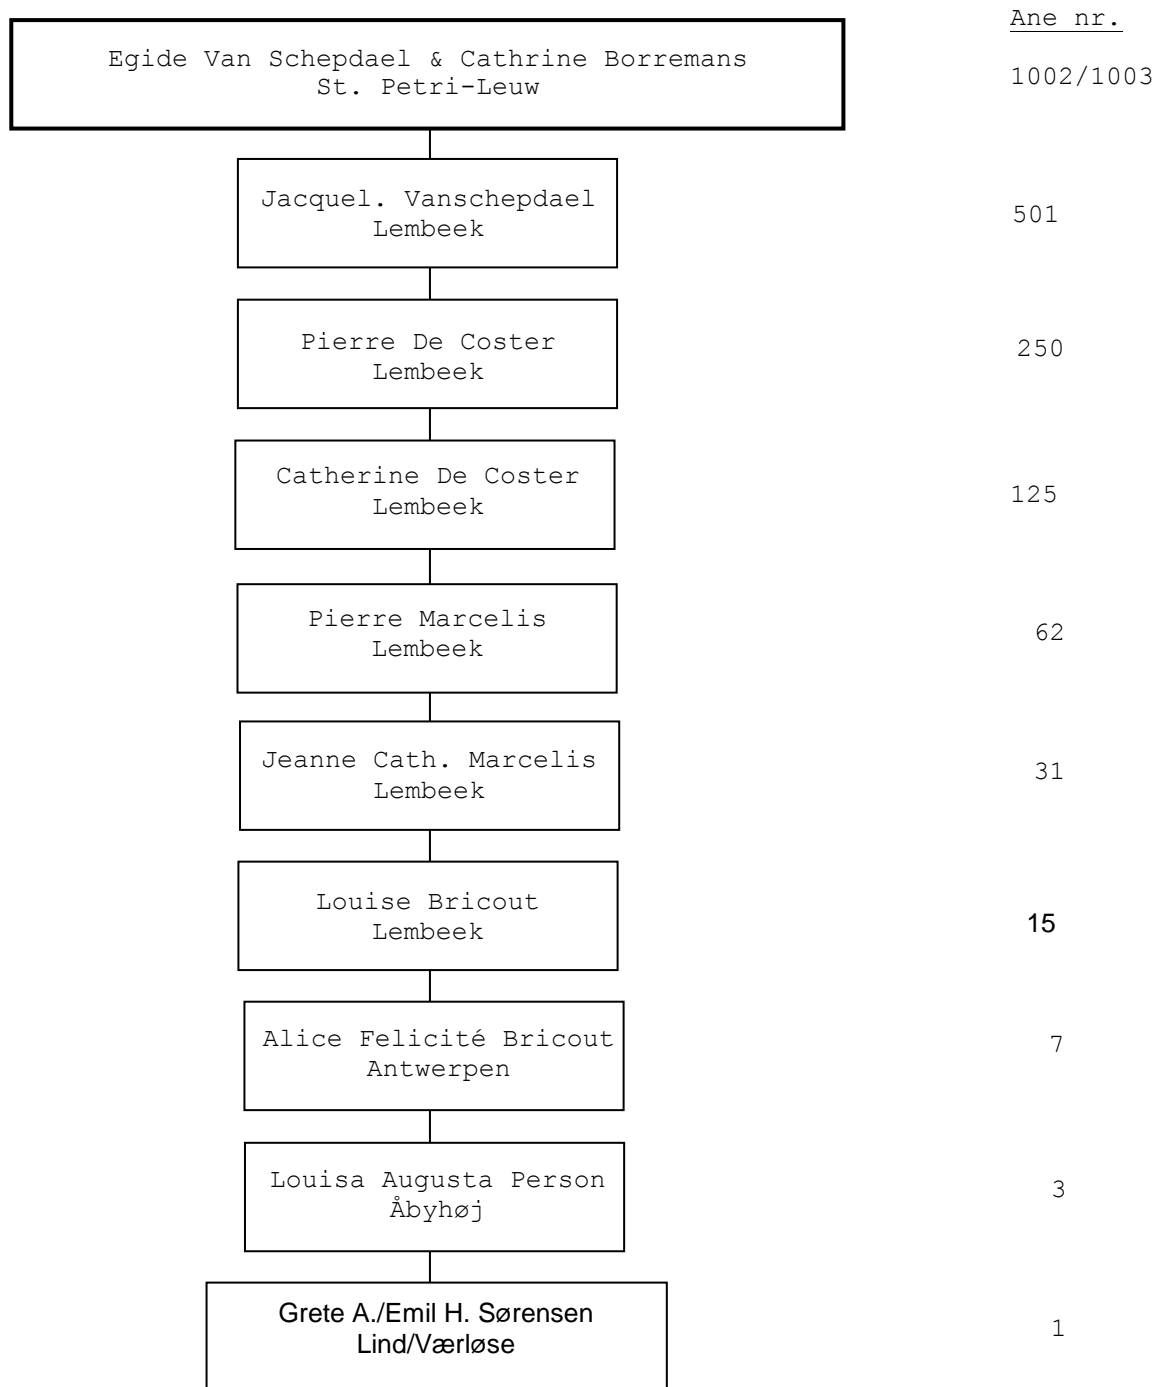 Ane nr.
Egide Van Schepdael & Cathrine Borremans
St. Petri-Leuw
1002/1003
Jacquel. Vanschepdael
Lembeek
501
Pierre De Coster
Lembeek
250
Catherine De Coster
Lembeek
125
Pierre Marcelis
Lembeek
62
Jeanne Cath. Marcelis
Lembeek
31
Louise Bricout
Lembeek
15
Alice Felicité Bricout
Antwerpen
7
Louisa Augusta Person
Åbyhøj
3
Grete A./Emil H. Sørensen
Lind/Værløse
1